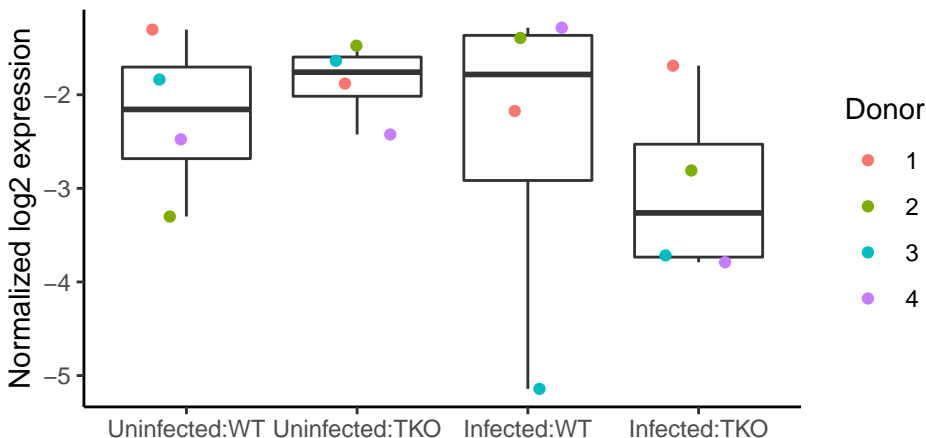 Normalized log2 expression
−2
−3
−4
−5
Uninfected:WT
Uninfected:TKO
Infected:WT
Infected:TKO
Donor
1
2
3
4